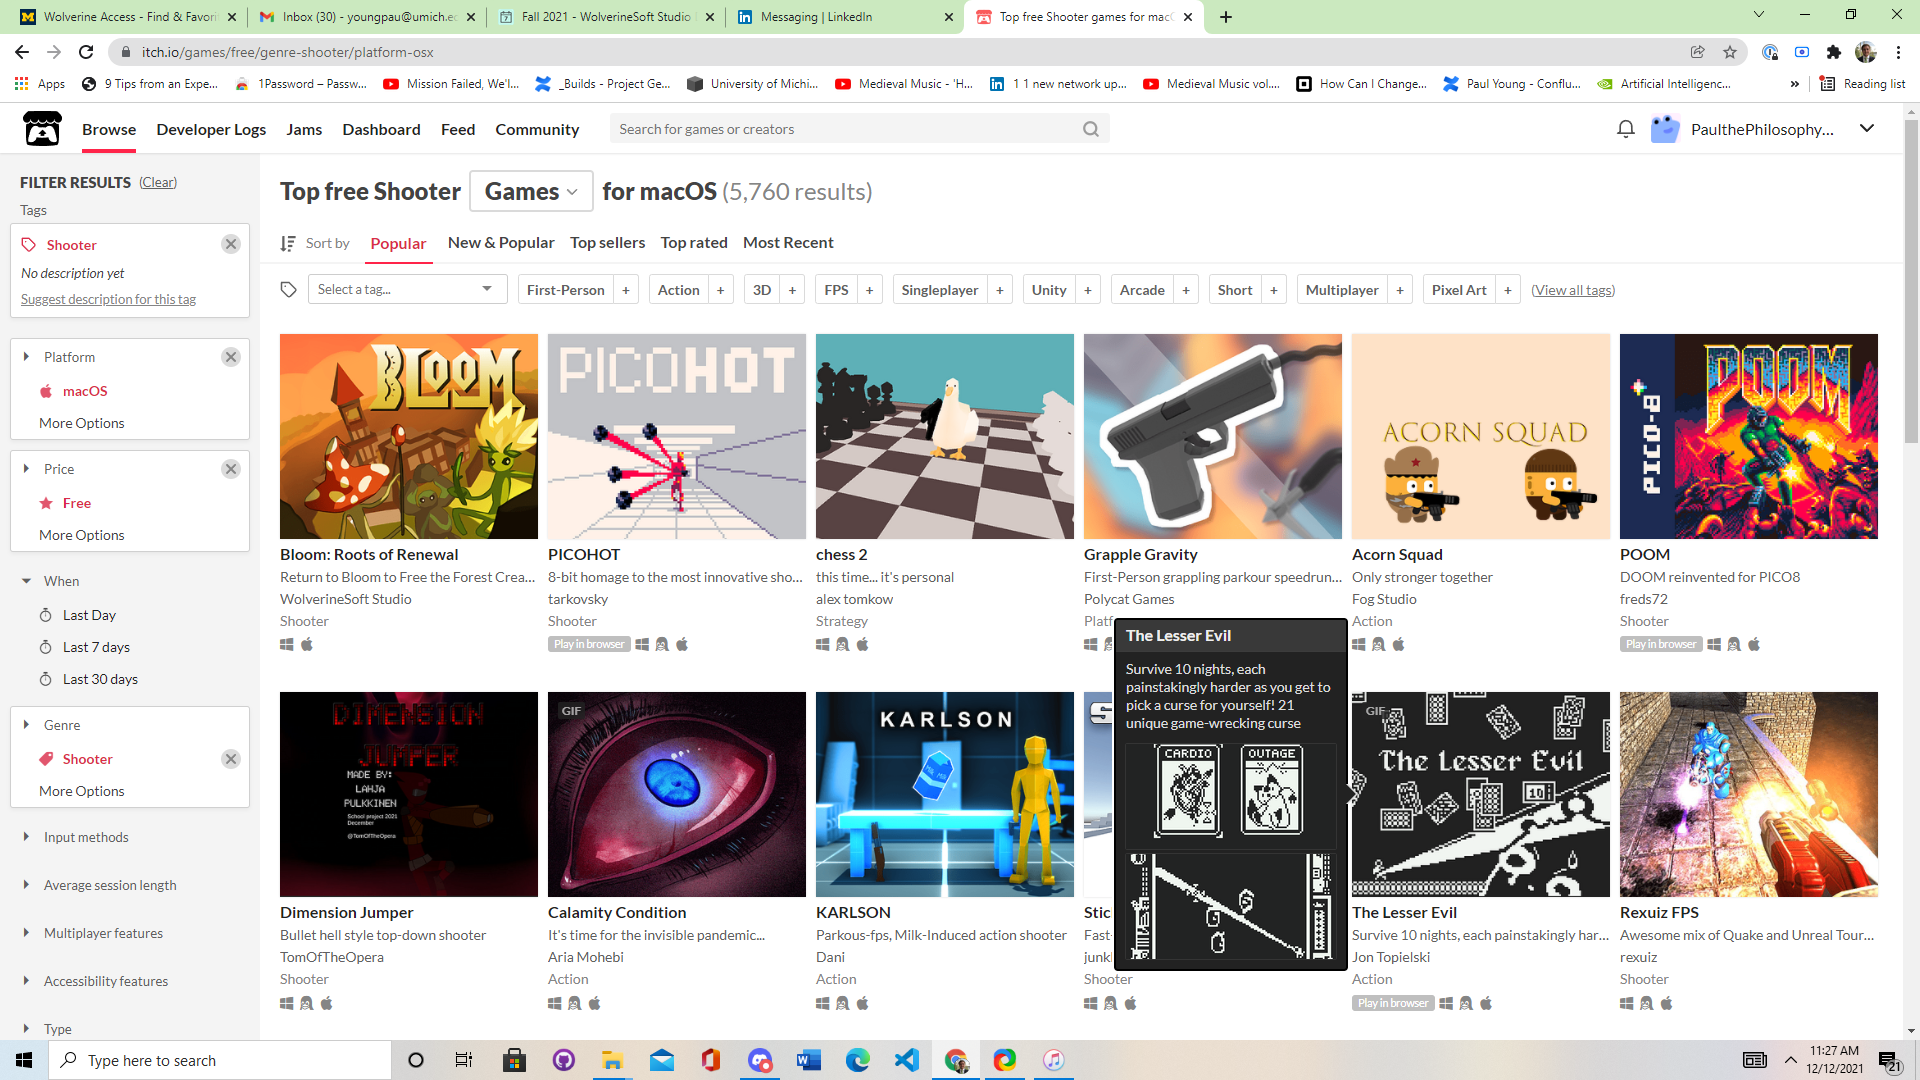 Wolverine Access - Find & Favori
Inbox (30) - youngpau@umich.ed
Fall 2021 - WolverineSoft Studio
Messaging | LinkedIn
Top free Shooter games for macO
itch.io/games/free/genre-shooter/platform-osx
Apps
9 Tips from an Expe...
1Password – Passw...
Mission Failed, We'l...
_Builds - Project Ge...
University of Michi...
Medieval Music - 'H...
1 1 new network up...
Medieval Music vol....
How Can I Change...
Paul Young - Conflu...
Artificial Intelligenc...
»
Reading list
Browse
Developer Logs
Jams
Dashboard
Feed
Community
Search for games or creators
PaulthePhilosophy...
FILTER RESULTS (Clear)
Tags
Shooter
No description yet
Suggest description for this tag
Platform
macOS
More Options
Price
Free
More Options
When
Last Day
Last 7 days
Last 30 days
Genre
Shooter
More Options
Input methods
Average session length
Multiplayer features
Accessibility features
Type
Top free Shooter Games for macOS (5,760 results)
Sort by Popular New & Popular Top sellers Top rated Most Recent
Select a tag... First-Person + Action + 3D + FPS + Singleplayer + Unity + Arcade + Short + Multiplayer + Pixel Art + (View all tags)
BLOOM
PICOHOT
ACORN SQUAD
PICO-8
POOM
Bloom: Roots of Renewal
Return to Bloom to Free the Forest Crea...
WolverineSoft Studio
Shooter
PICOHOT
8-bit homage to the most innovative sho...
tarkovsky
Shooter
Play in browser
chess 2
this time... it's personal
alex tomkow
Strategy
Grapple Gravity
First-Person grappling parkour speedrun...
Polycat Games
Platf
Acorn Squad
Only stronger together
Fog Studio
Action
POOM
DOOM reinvented for PICO8
freds72
Shooter
Play in browser
The Lesser Evil
Survive 10 nights, each
painstakingly harder as you get to
pick a curse for yourself! 21
unique game-wrecking curse
CARDIO
OUTAGE
DIMENSION
JUMPER
MADE BY:
LAHJA
PULKKINEN
School project 2021
December
@TomOfTheOpera
GIF
KARLSON
S
GIF
The Lesser Evil
10
Dimension Jumper
Bullet hell style top-down shooter
TomOfTheOpera
Shooter
Calamity Condition
It's time for the invisible pandemic...
Aria Mohebi
Action
KARLSON
Parkous-fps, Milk-Induced action shooter
Dani
Action
Stic
Fast-
junkl
Shooter
The Lesser Evil
Survive 10 nights, each painstakingly har...
Jon Topielski
Action
Play in browser
Rexuiz FPS
Awesome mix of Quake and Unreal Tour...
rexuiz
Shooter
Type here to search
11:27 AM
12/12/2021
21